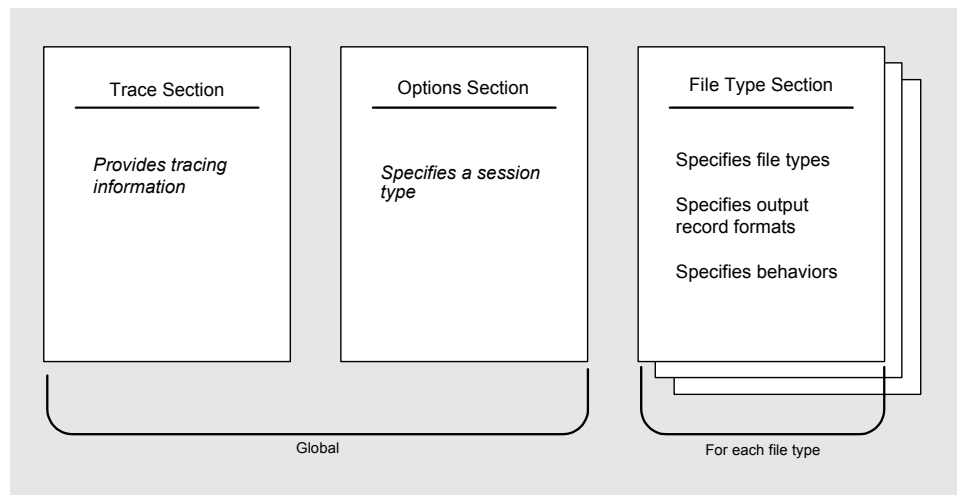 Trace Section
Provides tracing
information
Options Section
Specifies a session
type
File Type Section
Specifies file types
Specifies output
record formats
Specifies behaviors
Global
For each file type